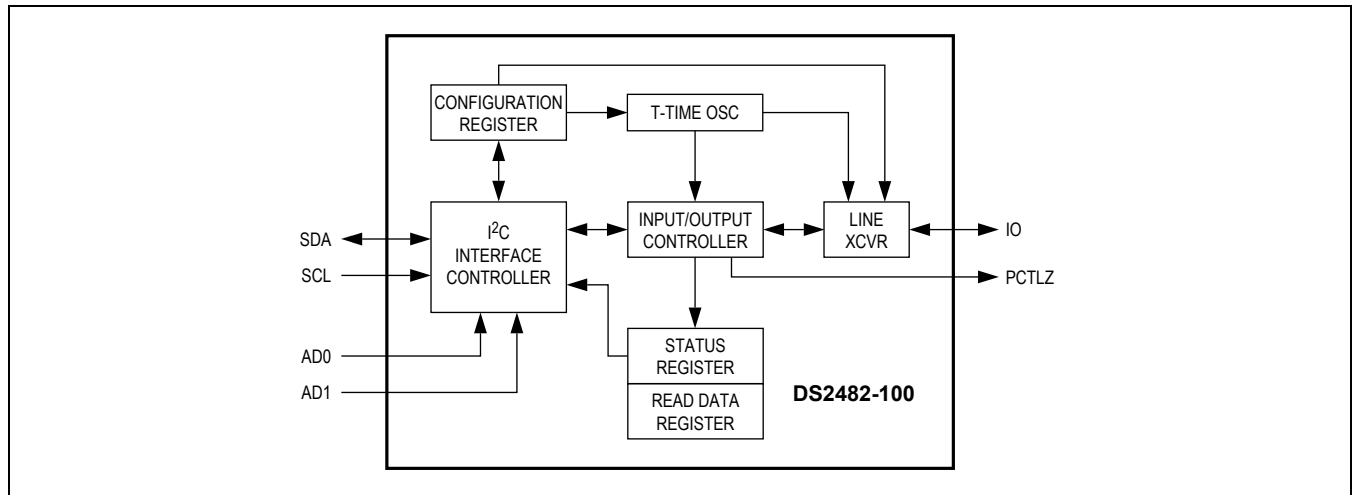 CONFIGURATION
REGISTER
T-TIME OSC
SDA
SCL
AD0
AD1
I²C
INTERFACE
CONTROLLER
INPUT/OUTPUT
CONTROLLER
LINE
XCVR
IO
PCTLZ
STATUS
REGISTER
READ DATA
REGISTER
DS2482-100